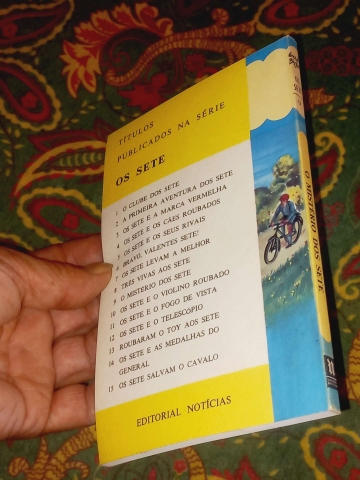 TÍTULOS
PUBLICADOS NA SÉRIE
OS SETE
1 O CLUBE DOS SETE
2 A PRIMEIRA AVENTURA DOS SETE
3 OS SETE E A MARCA VERMELHA
4 OS SETE E OS CÃES ROUBADOS
5 OS SETE E OS SEUS RIVAIS
6 BRAVO, VALENTES SETE!
7 OS SETE LEVAM A MELHOR
8 TRÊS VIVAS AOS SETE
9 O MISTÉRIO DOS SETE
10 OS SETE E O VIOLINO ROUBADO
11 OS SETE E O FOGO DE VISTA
12 OS SETE E O TELESCÓPIO
13 ROUBARAM O TOY AOS SETE
14 OS SETE E AS MEDALHAS DO
GENERAL
15 OS SETE SALVAM O CAVALO
EDITORIAL NOTÍCIAS
O MISTÉRIO DOS SETE